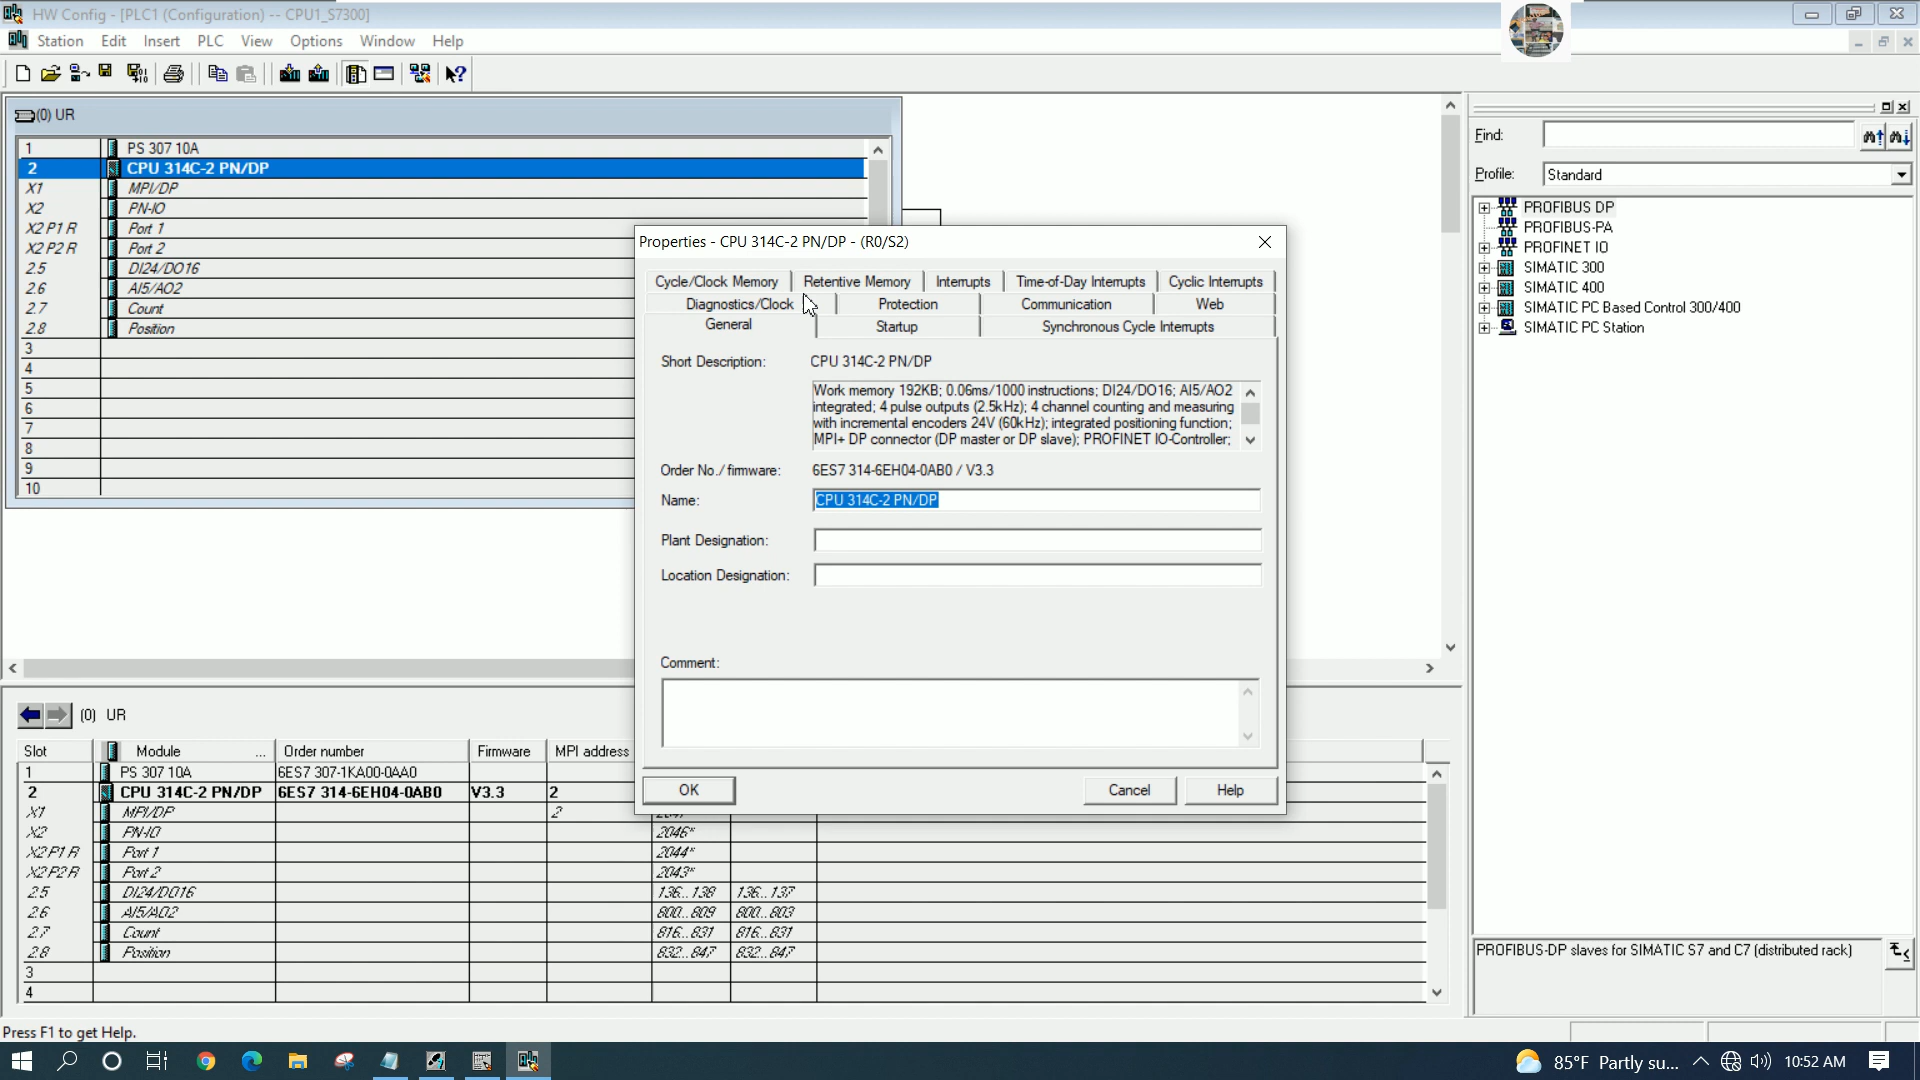 HW Config - [PLC1 (Configuration) -- CPU1_S7300]
Station Edit Insert PLC View Options Window Help
(0) UR
1 PS 307 10A
2 CPU 314C-2 PN/DP
X1 MPI/DP
X2 PN-IO
X2 P1 R Port 1
X2 P2 R Port 2
2.5 DI24/DO16
2.6 AI5/AO2
2.7 Count
2.8 Position
3
4
5
6
7
8
9
10
Properties - CPU 314C-2 PN/DP - (R0/S2)
Cycle/Clock Memory Retentive Memory Interrupts Time-of-Day Interrupts Cyclic Interrupts
Diagnostics/Clock Protection Communication Web
General Startup Synchronous Cycle Interrupts
Short Description: CPU 314C-2 PN/DP
Work memory 192KB; 0.06ms/1000 instructions; DI24/DO16; AI5/AO2
integrated; 4 pulse outputs (2.5kHz); 4 channel counting and measuring
with incremental encoders 24V (60kHz); integrated positioning function;
MPI+ DP connector (DP master or DP slave); PROFINET IO-Controller;
Order No./ firmware: 6ES7 314-6EH04-0AB0 / V3.3
Name: CPU 314C-2 PN/DP
Plant Designation:
Location Designation:
Comment:
OK Cancel Help
Find:
Profile: Standard
PROFIBUS DP
PROFIBUS-PA
PROFINET IO
SIMATIC 300
SIMATIC 400
SIMATIC PC Based Control 300/400
SIMATIC PC Station
PROFIBUS-DP slaves for SIMATIC S7 and C7 (distributed rack)
(0) UR
Slot Module ... Order number Firmware MPI address
1 PS 307 10A 6ES7 307-1KA00-0AA0
2 CPU 314C-2 PN/DP 6ES7 314-6EH04-0AB0 V3.3 2
X1 MPI/DP 2 2047*
X2 PN-IO 2046*
X2 P1 R Port 1 2044*
X2 P2 R Port 2 2043*
2.5 DI24/DO16 136...138 136...137
2.6 AI5/AO2 800...809 800...803
2.7 Count 816...831 816...831
2.8 Position 832...847 832...847
3
4
Press F1 to get Help.
85°F Partly su... 10:52 AM